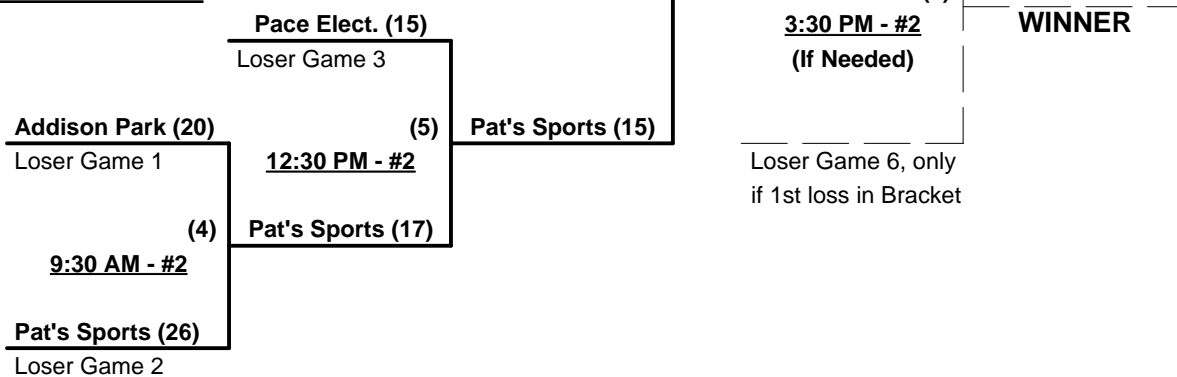 Pace Elect. (15)
Loser Game 3
3:30 PM - #2
(If Needed)
WINNER
Addison Park (20)
Loser Game 1
(5)
12:30 PM - #2
Pat's Sports (15)
Loser Game 6, only
if 1st loss in Bracket
(4)
9:30 AM - #2
Pat's Sports (17)
Pat's Sports (26)
Loser Game 2